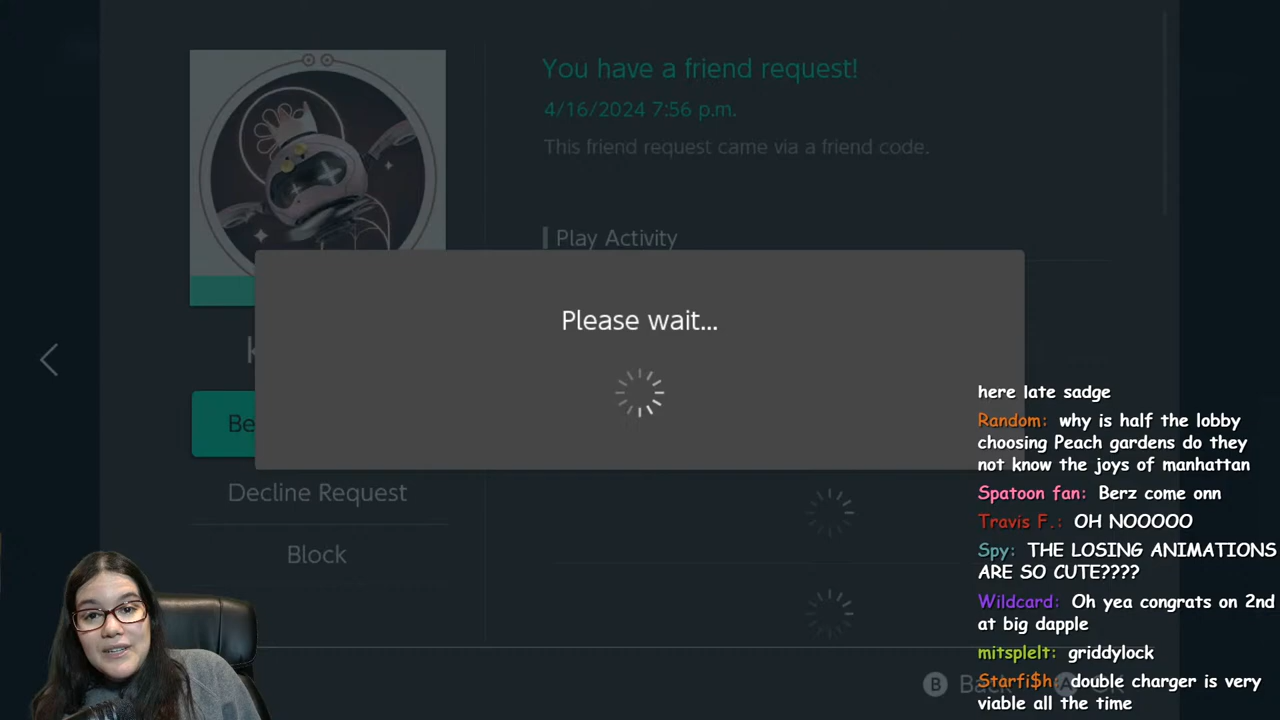 You have a friend request!
4/16/2024 7:56 p.m.
This friend request came via a friend code.
Play Activity
Please wait...
K
Be
Decline Request
Block
B Back A OK
here late sadge
Random: why is half the lobby
choosing Peach gardens do they
not know the joys of manhattan
Spatoon fan: Berz come onn
Travis F.: OH NOOOOO
Spy: THE LOSING ANIMATIONS
ARE SO CUTE????
Wildcard: Oh yea congrats on 2nd
at big dapple
mitsplelt: griddylock
Starfi$h: double charger is very
viable all the time